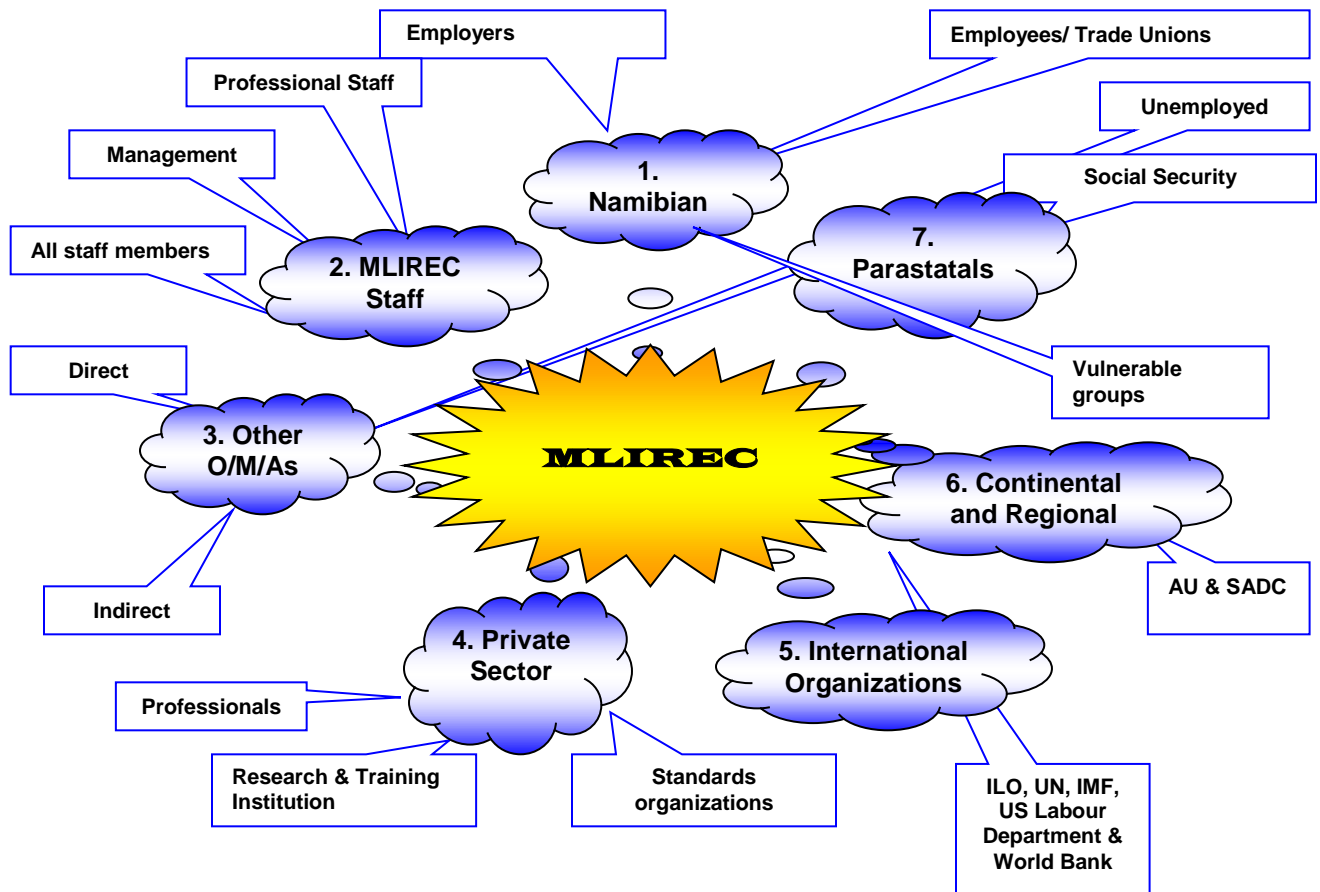 Employers
Employees/ Trade Unions
Professional Staff
Unemployed
Management
Social Security
1.
Namibian
All staff members
2. MLIREC
Staff
7.
Parastatals
Direct
Vulnerable
groups
3. Other
O/M/As
MLIREC
6. Continental
and Regional
Indirect
AU & SADC
4. Private
Sector
5. International
Organizations
Professionals
Research & Training
Institution
Standards
organizations
ILO, UN, IMF,
US Labour
Department &
World Bank